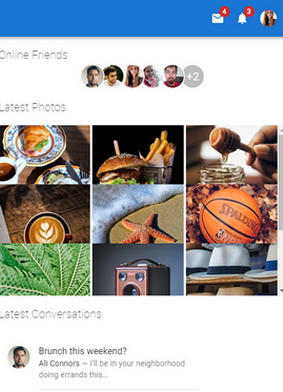 4
3
Online Friends
+2
Latest Photos
SPALDING
Latest Conversations
Brunch this weekend?
Ali Connors — I'll be in your neighborhood
doing errands this...